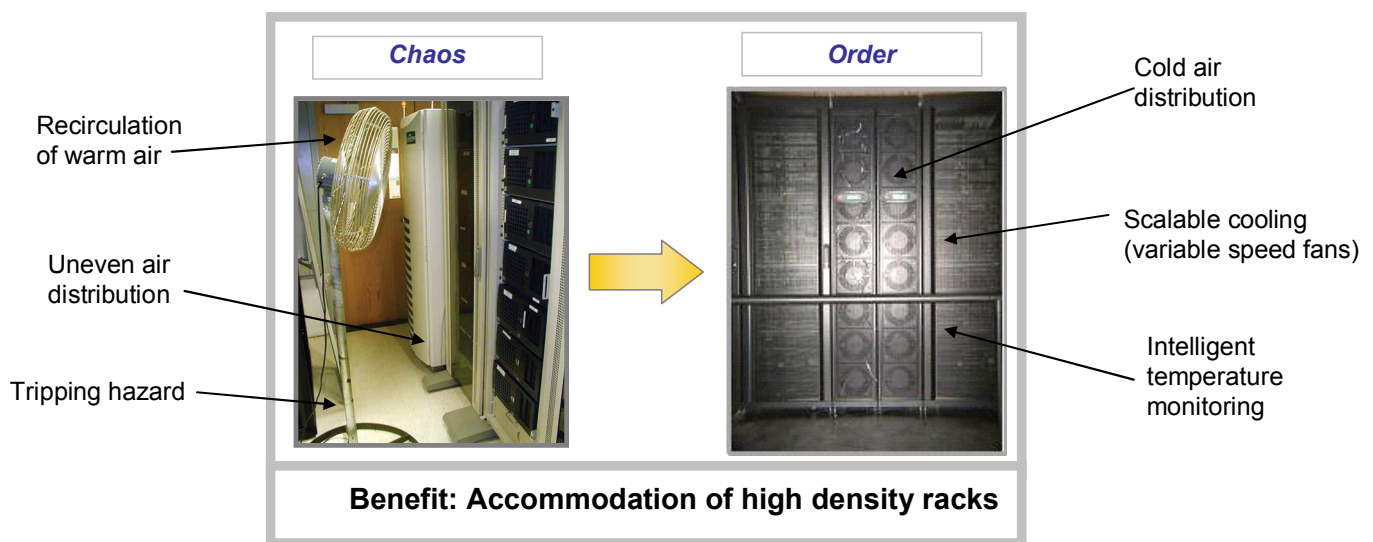 Chaos
Order
Recirculation
of warm air
Uneven air
distribution
Tripping hazard
Cold air
distribution
Scalable cooling
(variable speed fans)
Intelligent
temperature
monitoring
Benefit: Accommodation of high density racks